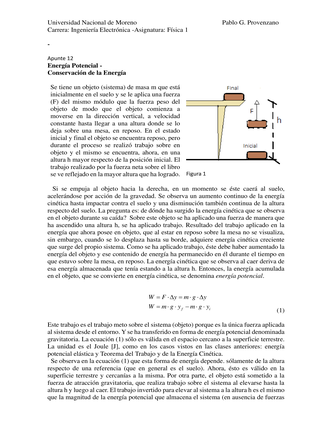 Universidad Nacional de Moreno Pablo G. Provenzano
Carrera: Ingeniería Electrónica -Asignatura: Física 1
-
Apunte 12
Energía Potencial -
Conservación de la Energía
Se tiene un objeto (sistema) de masa m que está
inicialmente en el suelo y se le aplica una fuerza
(F) del mismo módulo que la fuerza peso del
objeto de modo que el objeto comienza a
moverse en la dirección vertical, a velocidad
constante hasta llegar a una altura donde se lo
deja sobre una mesa, en reposo. En el estado
inicial y final el objeto se encuentra reposo, pero
durante el proceso se realizó trabajo sobre en
objeto y el mismo se encuentra, ahora, en una
altura h mayor respecto de la posición inicial. El
trabajo realizado por la fuerza neta sobre el libro
se ve reflejado en la mayor altura que ha logrado.
Final
F
h
Inicial
Figura 1
Si se empuja al objeto hacia la derecha, en un momento se éste caerá al suelo,
acelerándose por acción de la gravedad. Se observa un aumento continuo de la energía
cinética hasta impactar contra el suelo y una disminución también continua de la altura
respecto del suelo. La pregunta es: de dónde ha surgido la energía cinética que se observa
en el objeto durante su caída? Sobre este objeto se ha aplicado una fuerza de manera que
ha ascendido una altura h, se ha aplicado trabajo. Resultado del trabajo aplicado en la
energía que ahora posee en objeto, que al estar en reposo sobre la mesa no se visualiza,
sin embargo, cuando se lo desplaza hasta su borde, adquiere energía cinética creciente
que surge del propio sistema. Como se ha aplicado trabajo, éste debe haber aumentado la
energía del objeto y ese contenido de energía ha permanecido en él durante el tiempo en
que estuvo sobre la mesa, en reposo. La energía cinética que se observa al caer deriva de
esa energía almacenada que tenía estando a la altura h. Entonces, la energía acumulada
en el objeto, que se convierte en energía cinética, se denomina energía potencial.
W = F · Δy = m · g · Δy
W = m · g · y_f − m · g · y_i
(1)
Este trabajo es el trabajo meto sobre el sistema (objeto) porque es la única fuerza aplicada
al sistema desde el entorno. Y se ha transferido en forma de energía potencial denominada
gravitatoria. La ecuación (1) sólo es válida en el espacio cercano a la superficie terrestre.
La unidad es el Joule [J], como en los casos vistos en las clases anteriores: energía
potencial elástica y Teorema del Trabajo y de la Energía Cinética.
Se observa en la ecuación (1) que esta forma de energía depende. sólamente de la altura
respecto de una referencia (que en general es el suelo). Ahora, ésto es válido en la
superficie terrestre y cercanías a la misma. Por otra parte, el objeto está sometido a la
fuerza de atracción gravitatoria, que realiza trabajo sobre el sistema al elevarse hasta la
altura h y luego al caer. El trabajo invertido para elevar al sistema a la altura h es el mismo
que la magnitud de la energía potencial que almacena el sistema (en ausencia de fuerzas